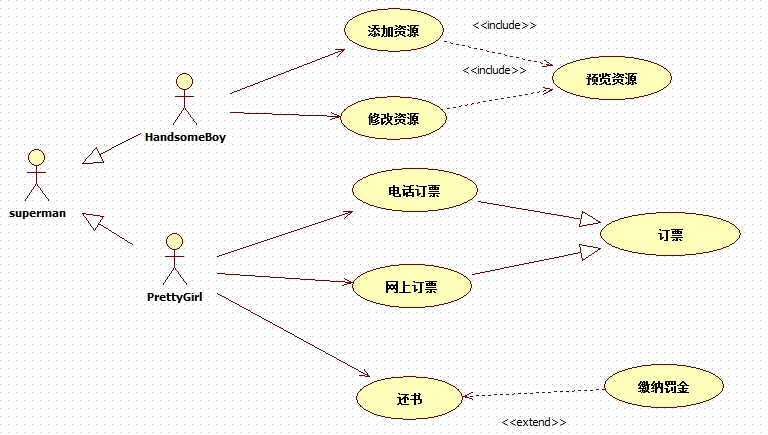 添加资源
<<include>>
<<include>>
预览资源
HandsomeBoy
修改资源
superman
电话订票
订票
PrettyGirl
网上订票
还书
缴纳罚金
<<extend>>